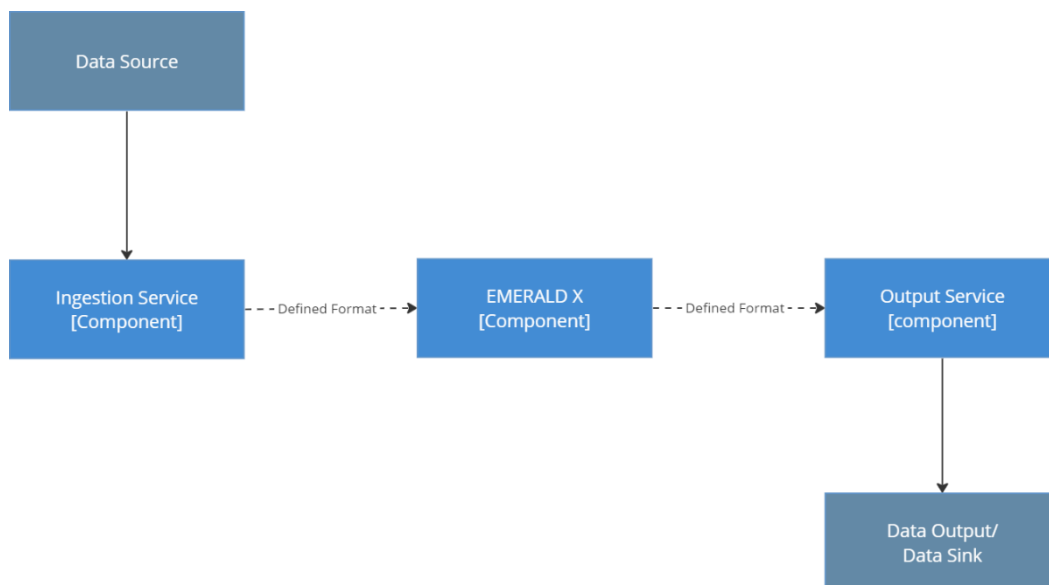 Data Source
Ingestion Service
[Component]
Defined Format
EMERALD X
[Component]
Defined Format
Output Service
[component]
Data Output/
Data Sink